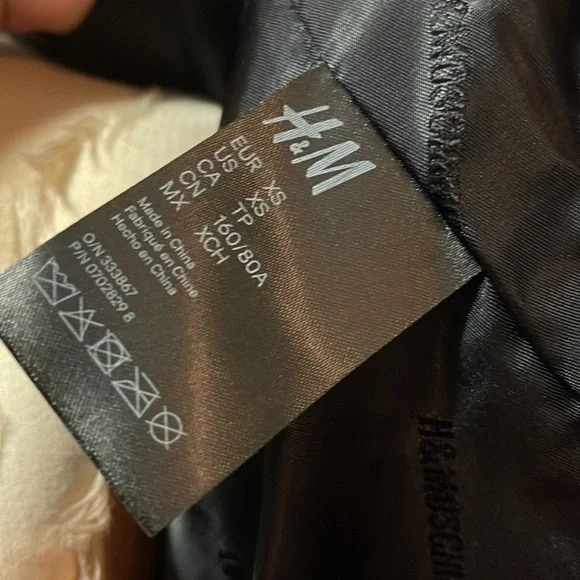 H&M
EUR XS
US XS
CA TP
CN 160/80A
MX XCH
Made in China
Fabriqué en Chine
Hecho en China
O/N 333867
P/N 0702829 8
H&MOSCHI